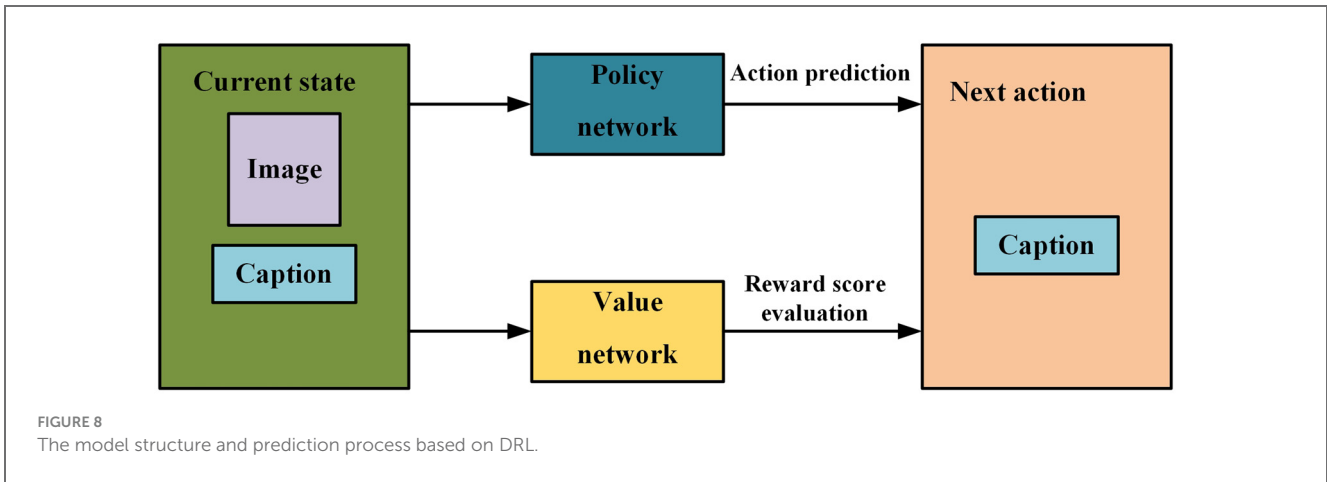 Current state
Image
Caption
Policy
network
Action prediction
Value
network
Reward score
evaluation
Next action
Caption
FIGURE 8
The model structure and prediction process based on DRL.